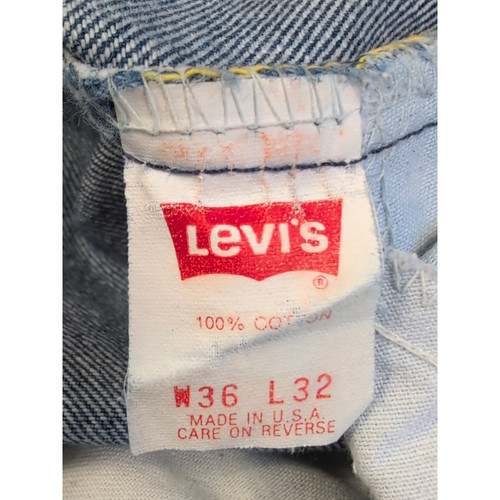 Levi's
®
100% COTTON
W36 L32
MADE IN U.S.A.
CARE ON REVERSE